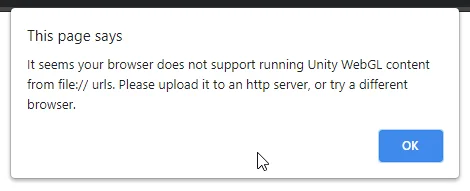 This page says
It seems your browser does not support running Unity WebGL content
from file:// urls. Please upload it to an http server, or try a different
browser.
OK